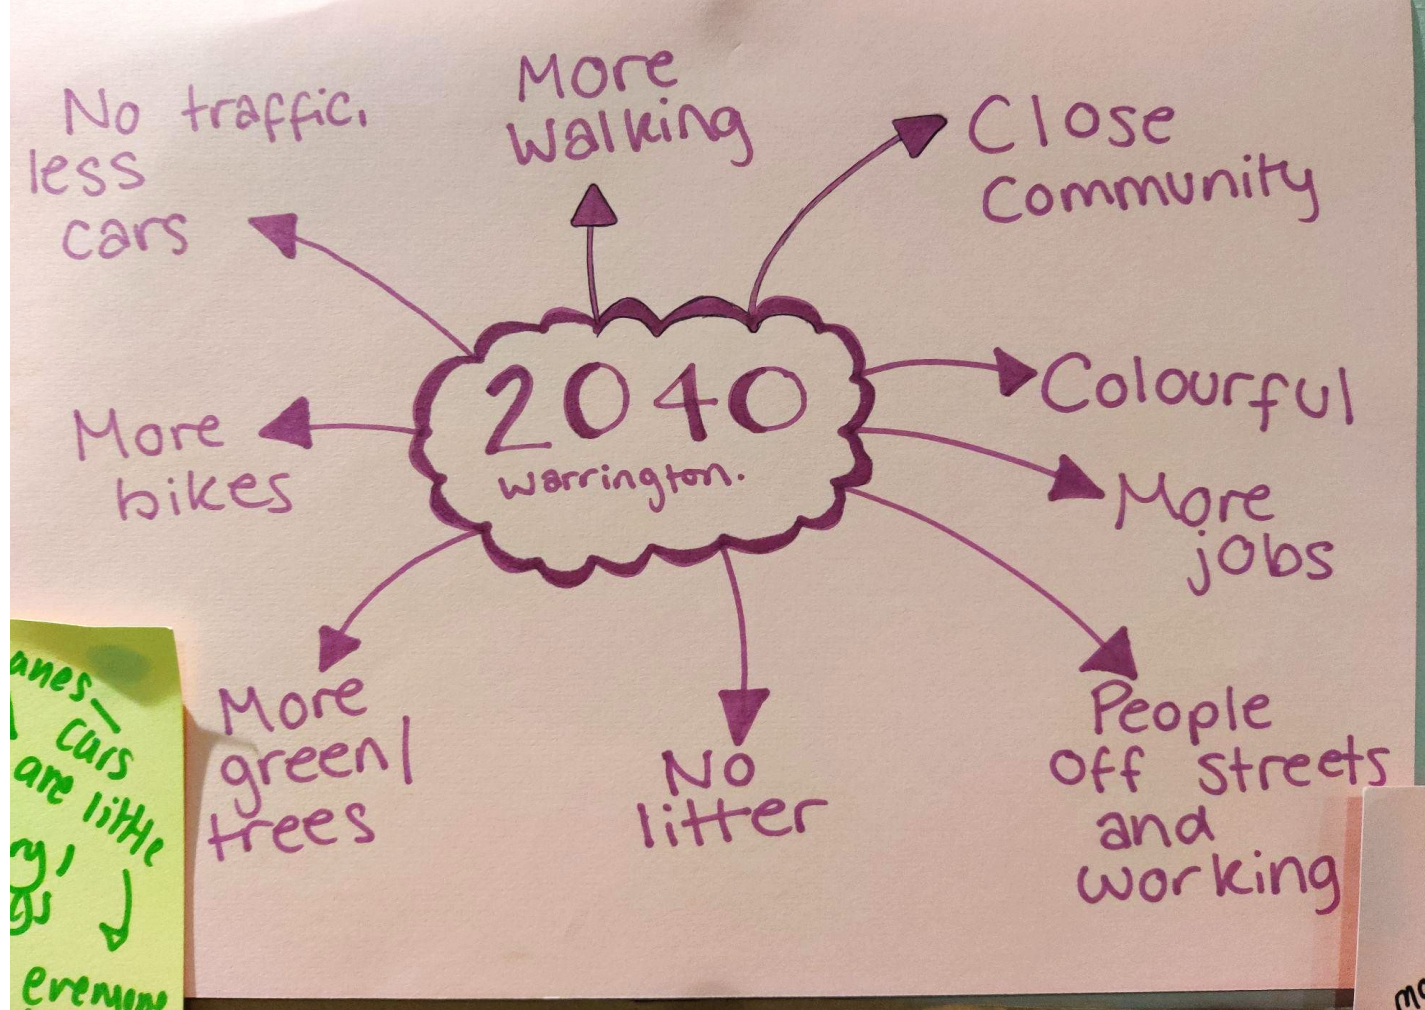 No traffic,
less
cars
More
Walking
Close
Community
2040
Warrington.
Colourful
More
jobs
People
off streets
and
working
No
litter
More
green/
trees
More
bikes
cars
are little